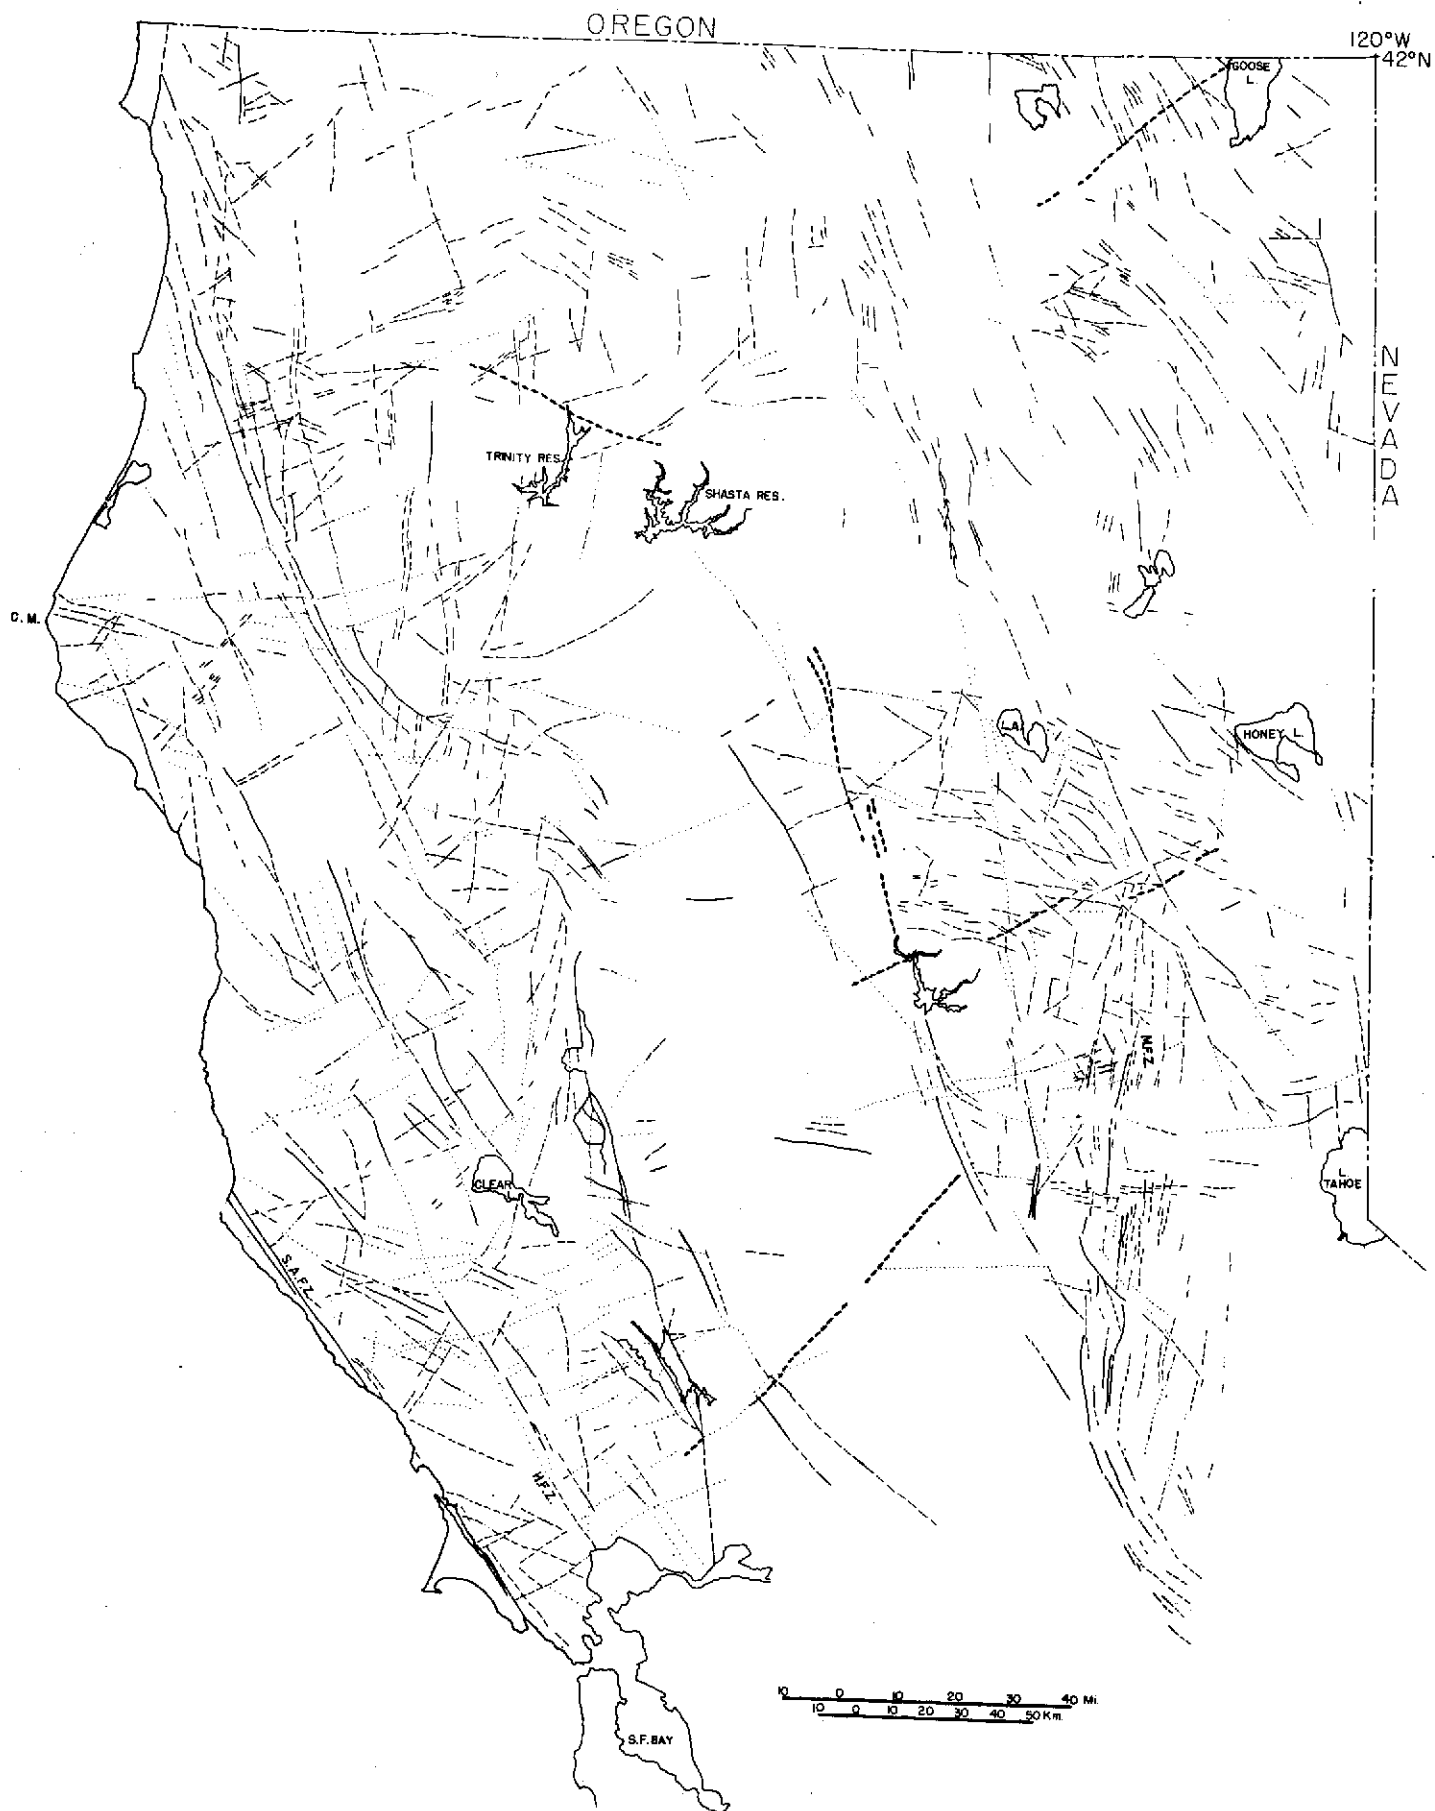 OREGON
120°W
42°N
GOOSE
L.
NEVADA
TRINITY RES.
SHASTA RES.
C.M.
L.A.
HONEY L.
M.F.Z.
L.
TAHOE
CLEAR L.
S.A.F.Z.
H.F.Z.
10 0 10 20 30 40 Mi.
10 0 10 20 30 40 50 Km.
S.F. BAY